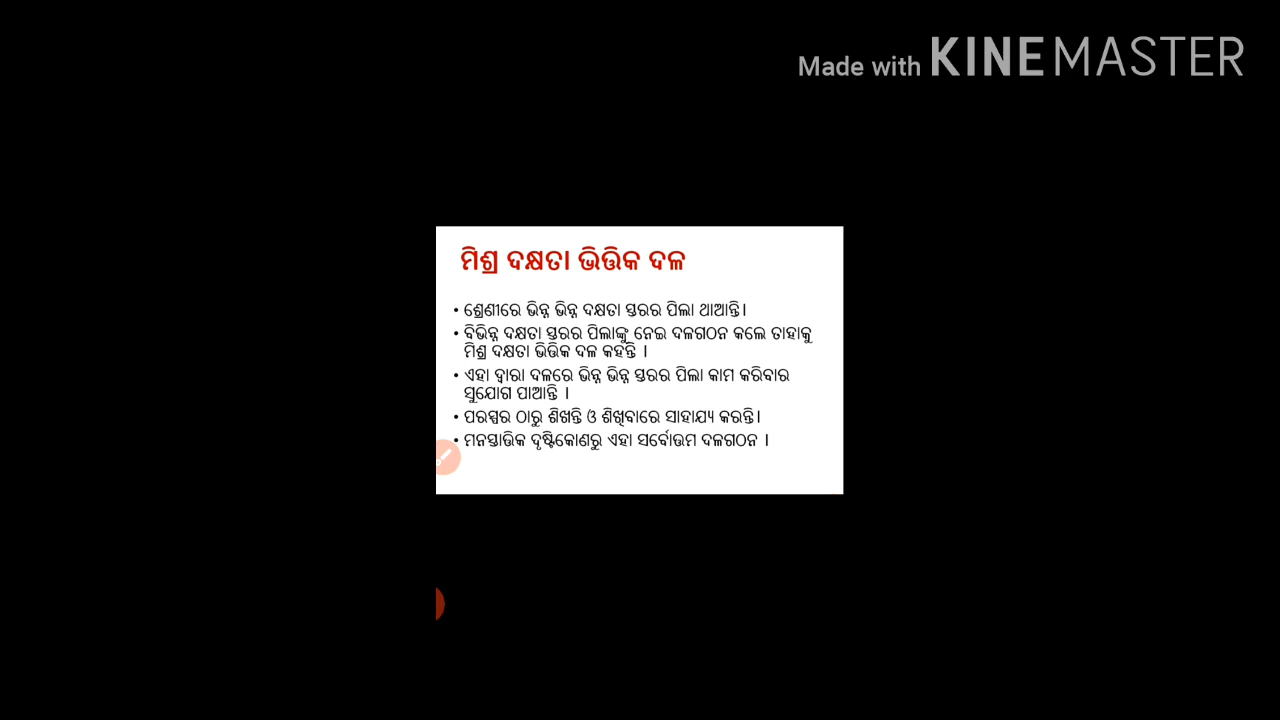 Made with KINEMASTER
ମିଶ୍ର ଦକ୍ଷତା ଭିତ୍ତିକ ଦଳ
• ଶ୍ରେଣୀରେ ଭିନ୍ନ ଭିନ୍ନ ଦକ୍ଷତା ସ୍ତରର ପିଲା ଥାଆନ୍ତି ।
• ବିଭିନ୍ନ ଦକ୍ଷତା ସ୍ତରର ପିଲାଙ୍କୁ ନେଇ ଦଳଗଠନ କଲେ ତାହାକୁ
ମିଶ୍ର ଦକ୍ଷତା ଭିତ୍ତିକ ଦଳ କହନ୍ତି ।
• ଏହା ଦ୍ୱାରା ଦଳରେ ଭିନ୍ନ ଭିନ୍ନ ସ୍ତରର ପିଲା କାମ କରିବାର
ସୁଯୋଗ ପାଆନ୍ତି ।
• ପରସ୍ପର ଠାରୁ ଶିଖନ୍ତି ଓ ଶିଖିବାରେ ସାହାଯ୍ୟ କରନ୍ତି ।
• ମନସ୍ତାତ୍ତିକ ଦୃଷ୍ଟିକୋଣରୁ ଏହା ସର୍ବୋତ୍ତମ ଦଳଗଠନ ।